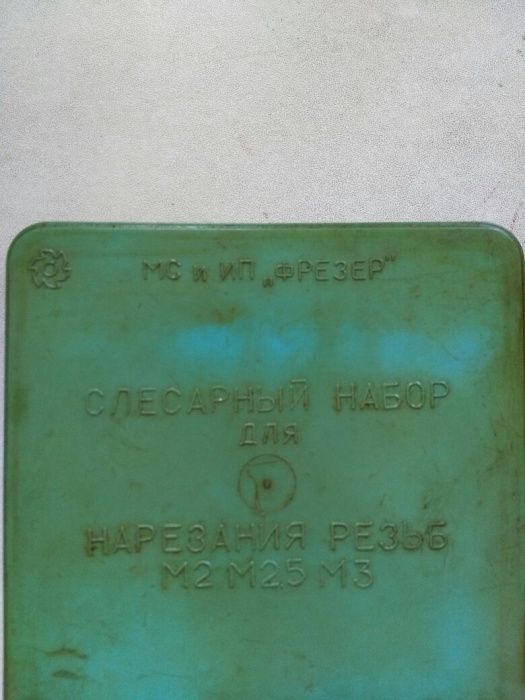 МС и ИП „ФРЕЗЕР"
СЛЕСАРНЫЙ НАБОР
ДЛЯ
НАРЕЗАНИЯ РЕЗЬБ
М2 М2,5 М3